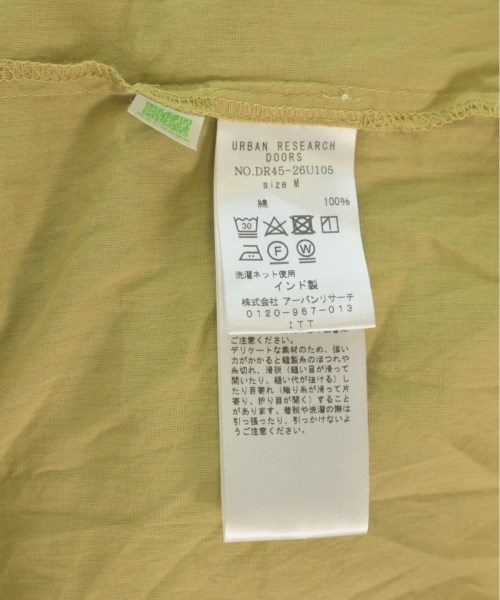 URBAN RESEARCH
DOORS
NO.DR45-26U105
size M
綿 100%
30
P F W
洗濯ネット使用
インド製
株式会社 アーバンリサーチ
0120-967-013
ITT
ご注意ください。
デリケートな素材のため、強い
力がかかると縫製糸のほつれや
糸切れ、滑脱(縫い目が滑って
開いたり、縫い代が抜ける)し
たり目寄れ(織り糸が滑って片
寄り、折り目が開く)すること
があります。着脱や洗濯の際は
引っ張ったり、引っかけないよ
うご注意ください。